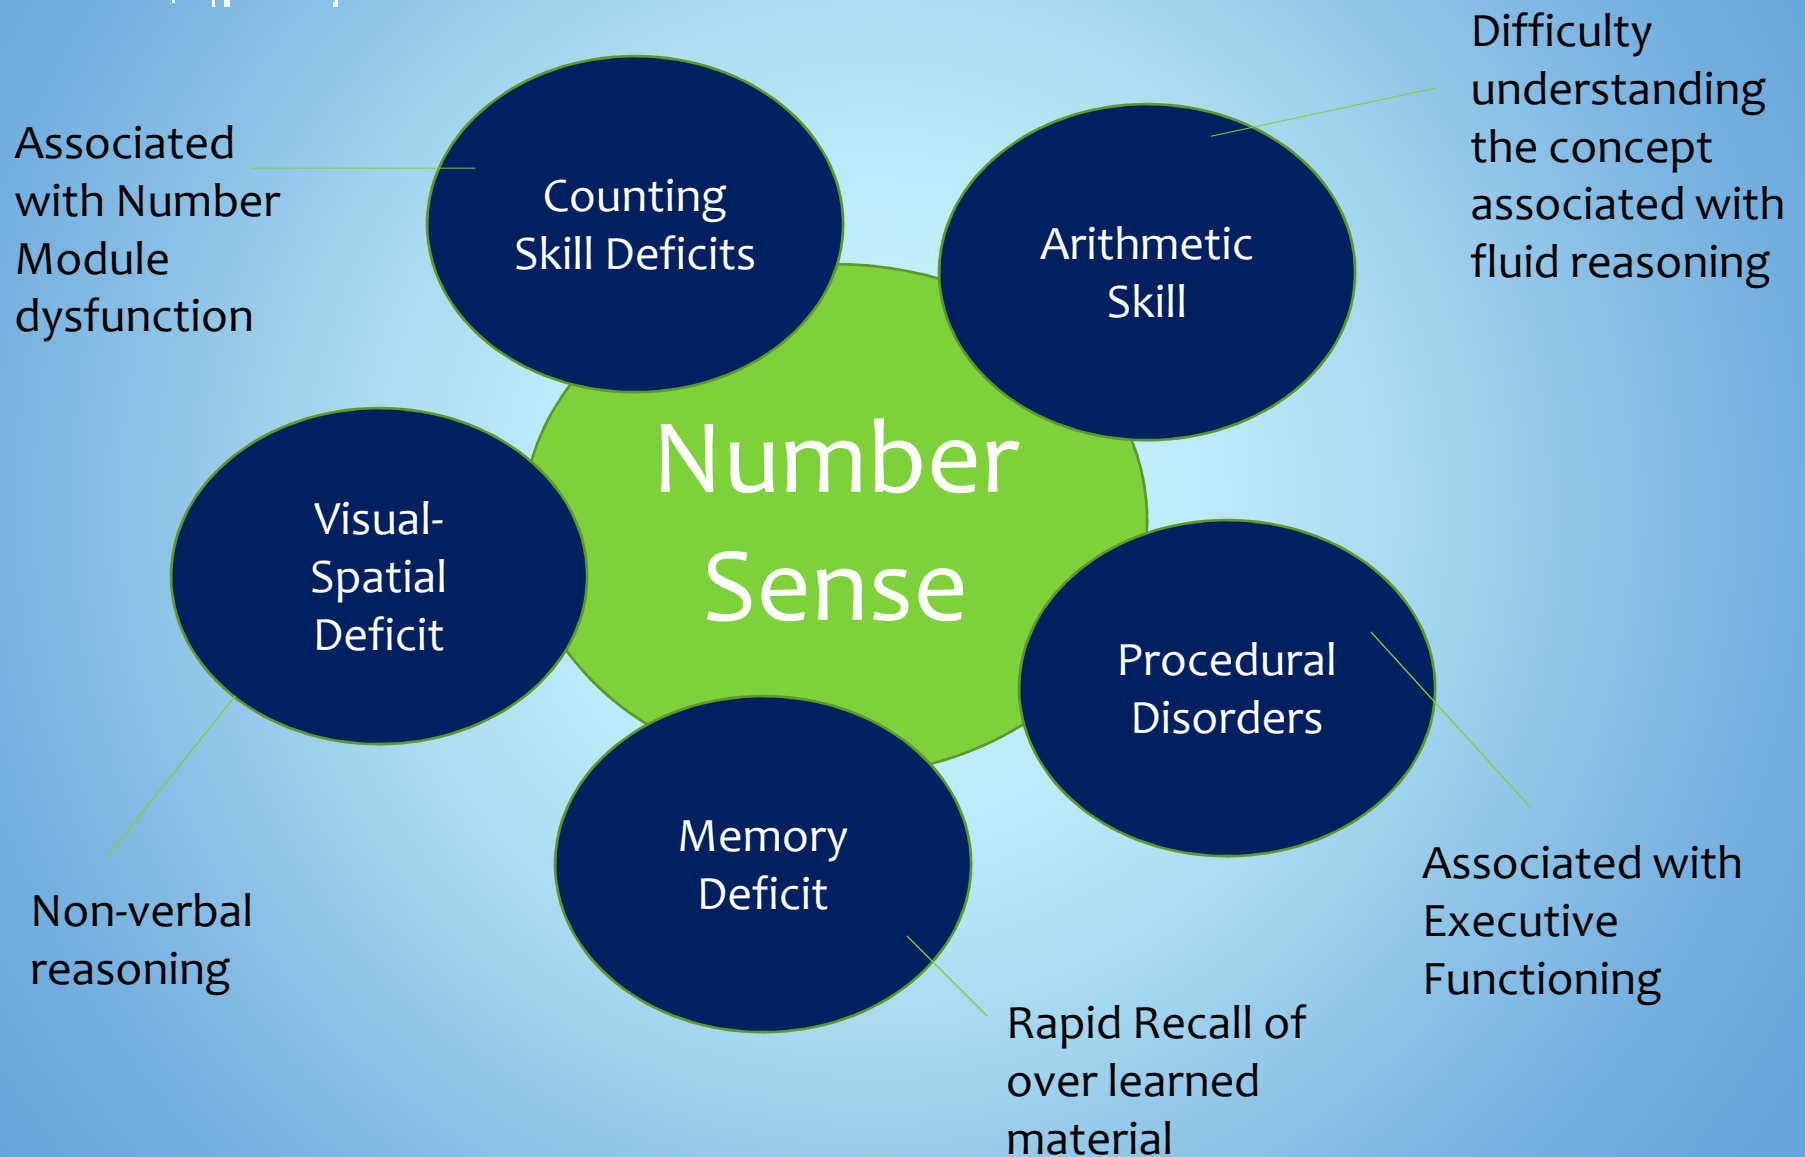 Difficulty
understanding
the concept
associated with
fluid reasoning
Associated
with Number
Module
dysfunction
Counting
Skill Deficits
Arithmetic
Skill
Number
Sense
Visual-
Spatial
Deficit
Procedural
Disorders
Memory
Deficit
Non-verbal
reasoning
Associated with
Executive
Functioning
Rapid Recall of
over learned
material